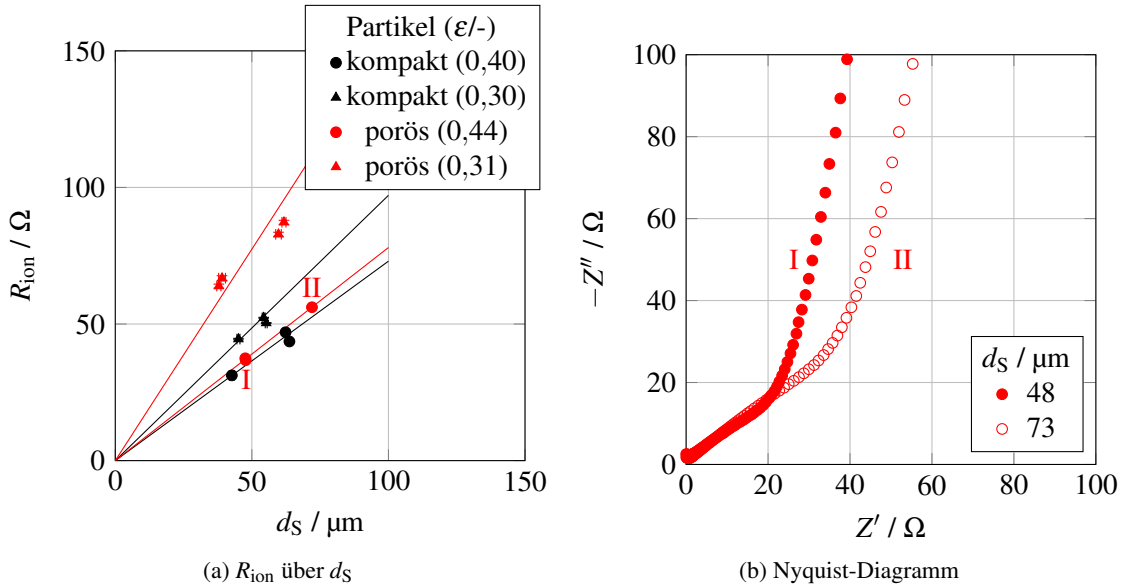 150
100
50
0
0
50
100
150
R_ion / Ω
d_S / µm
Partikel (ε/-)
kompakt (0,40)
kompakt (0,30)
porös (0,44)
porös (0,31)
II
I
(a) R_ion über d_S
100
80
60
40
20
0
0
20
40
60
80
100
−Z′′ / Ω
Z′ / Ω
I
II
d_S / µm
48
73
(b) Nyquist-Diagramm